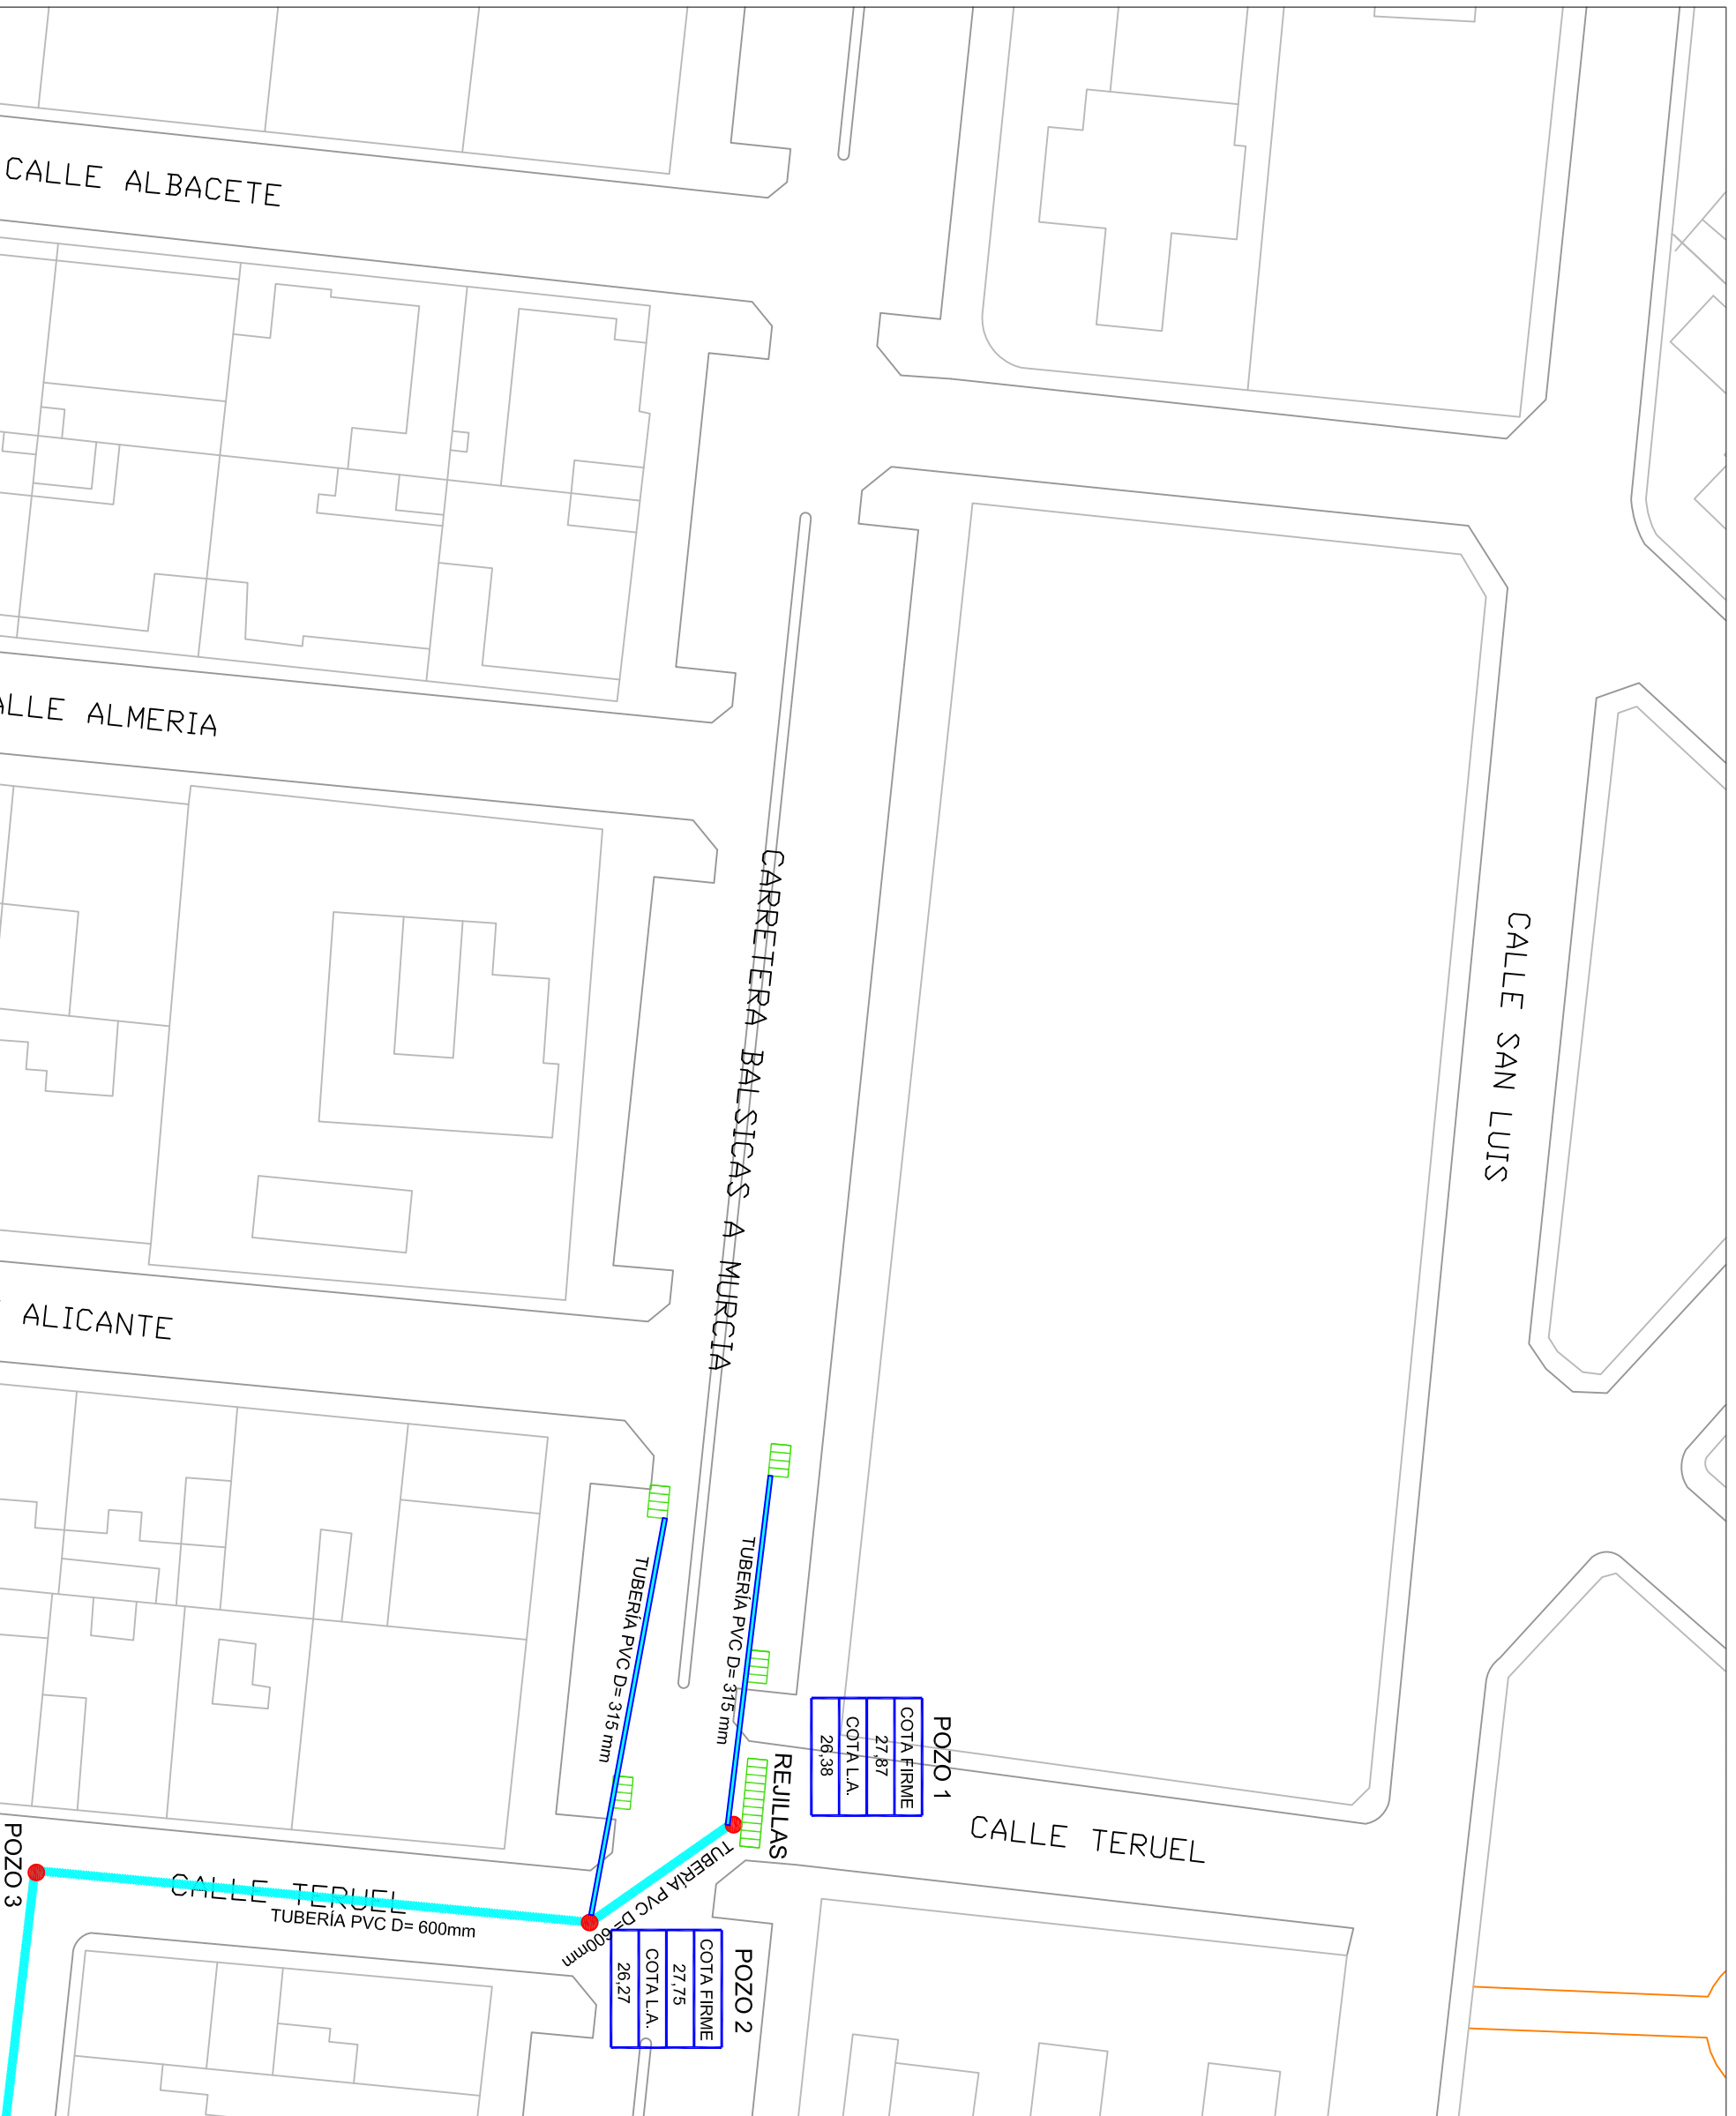 CALLE ALBACETE
ALLE ALMERIA
CARRETERA BALSICAS A MURCIA
CALLE SAN LUIS
ALICANTE
TUBERÍA PVC D= 315 mm
TUBERÍA PVC D= 315 mm
POZO 1
COTA FIRME
27,87
COTA L.A.
26,38
REJILLAS
CALLE TERUEL
TUBERÍA PVC D= 600mm
POZO 3
CALLE TERUEL
TUBERÍA PVC D= 600mm
POZO 2
COTA FIRME
27,75
COTA L.A.
26,27